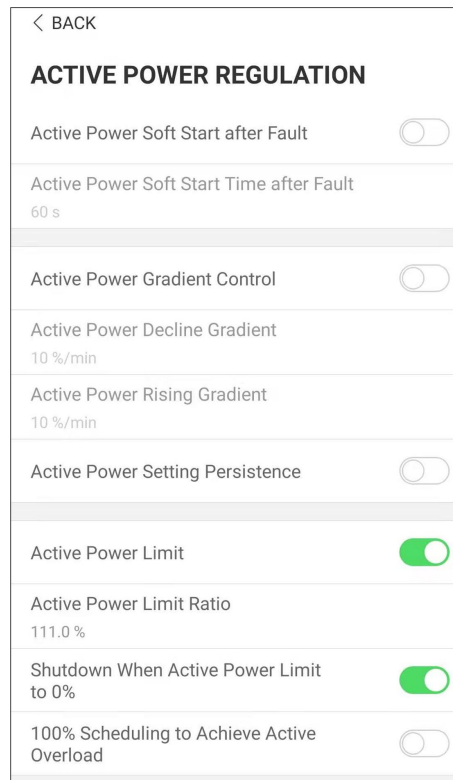 < BACK
ACTIVE POWER REGULATION
Active Power Soft Start after Fault
Active Power Soft Start Time after Fault
60 s
Active Power Gradient Control
Active Power Decline Gradient
10 %/min
Active Power Rising Gradient
10 %/min
Active Power Setting Persistence
Active Power Limit
Active Power Limit Ratio
111.0 %
Shutdown When Active Power Limit
to 0%
100% Scheduling to Achieve Active
Overload